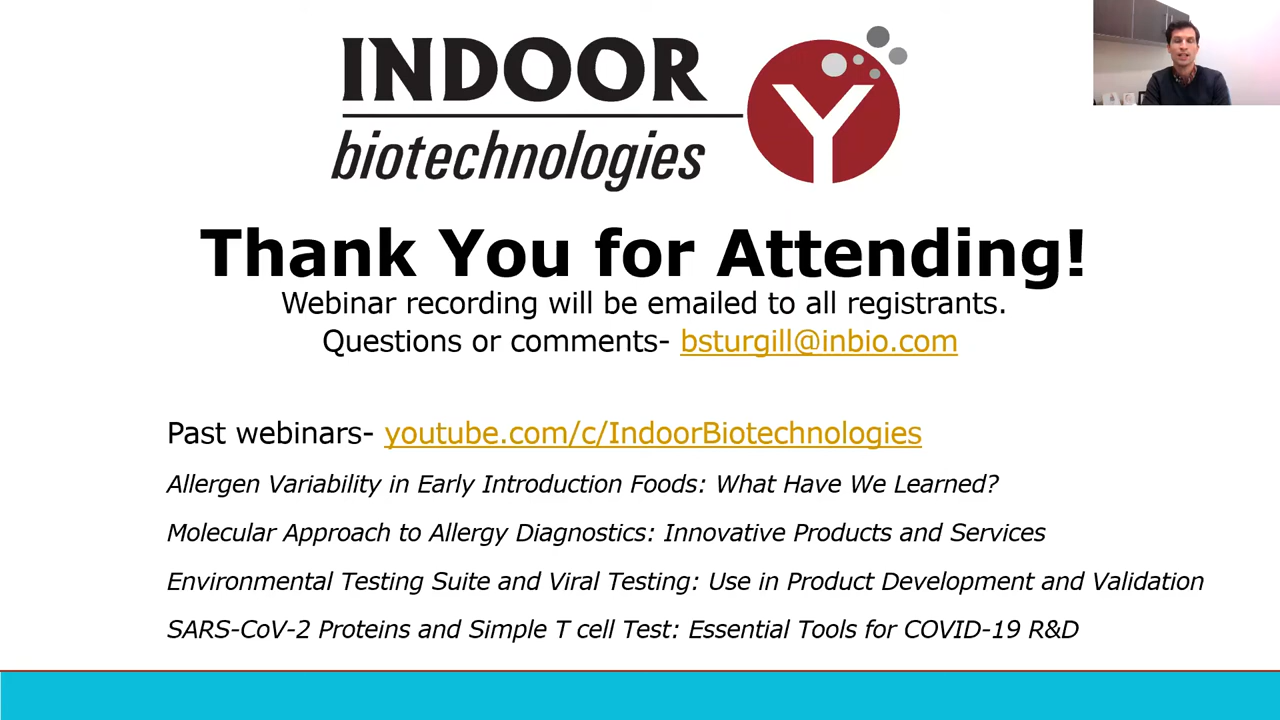 INDOOR
biotechnologies
Thank You for Attending!
Webinar recording will be emailed to all registrants.
Questions or comments- bsturgill@inbio.com
Past webinars- youtube.com/c/IndoorBiotechnologies
Allergen Variability in Early Introduction Foods: What Have We Learned?
Molecular Approach to Allergy Diagnostics: Innovative Products and Services
Environmental Testing Suite and Viral Testing: Use in Product Development and Validation
SARS-CoV-2 Proteins and Simple T cell Test: Essential Tools for COVID-19 R&D